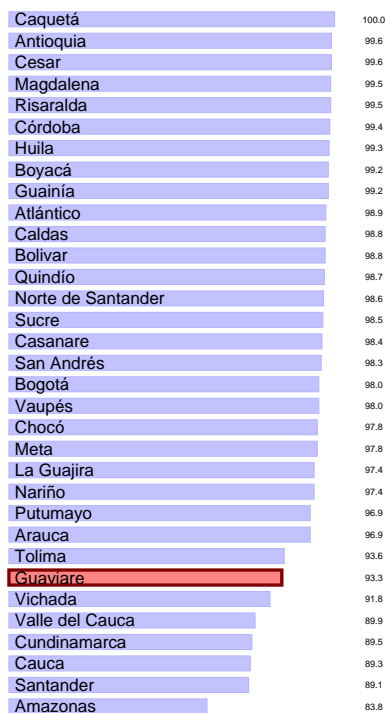 Caquetá 100.0
Antioquia 99.6
Cesar 99.6
Magdalena 99.5
Risaralda 99.5
Córdoba 99.4
Huila 99.3
Boyacá 99.2
Guainía 99.2
Atlántico 98.9
Caldas 98.8
Bolivar 98.8
Quindío 98.7
Norte de Santander 98.6
Sucre 98.5
Casanare 98.4
San Andrés 98.3
Bogotá 98.0
Vaupés 98.0
Chocó 97.8
Meta 97.8
La Guajira 97.4
Nariño 97.4
Putumayo 96.9
Arauca 96.9
Tolima 93.6
Guaviare 93.3
Vichada 91.8
Valle del Cauca 89.9
Cundinamarca 89.5
Cauca 89.3
Santander 89.1
Amazonas 83.8